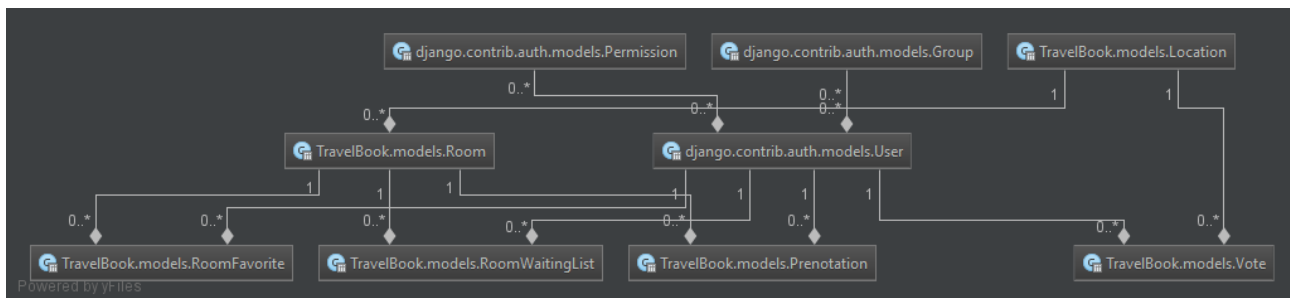 django.contrib.auth.models.Permission django.contrib.auth.models.Group TravelBook.models.Location
0..* 0..* 1 1
0..* 0..* 0..*
TravelBook.models.Room django.contrib.auth.models.User
1 1 1 1 1 1 1
0..* 0..* 0..* 0..* 0..* 0..* 0..* 0..*
TravelBook.models.RoomFavorite TravelBook.models.RoomWaitingList TravelBook.models.Prenotation TravelBook.models.Vote
Powered by yFiles